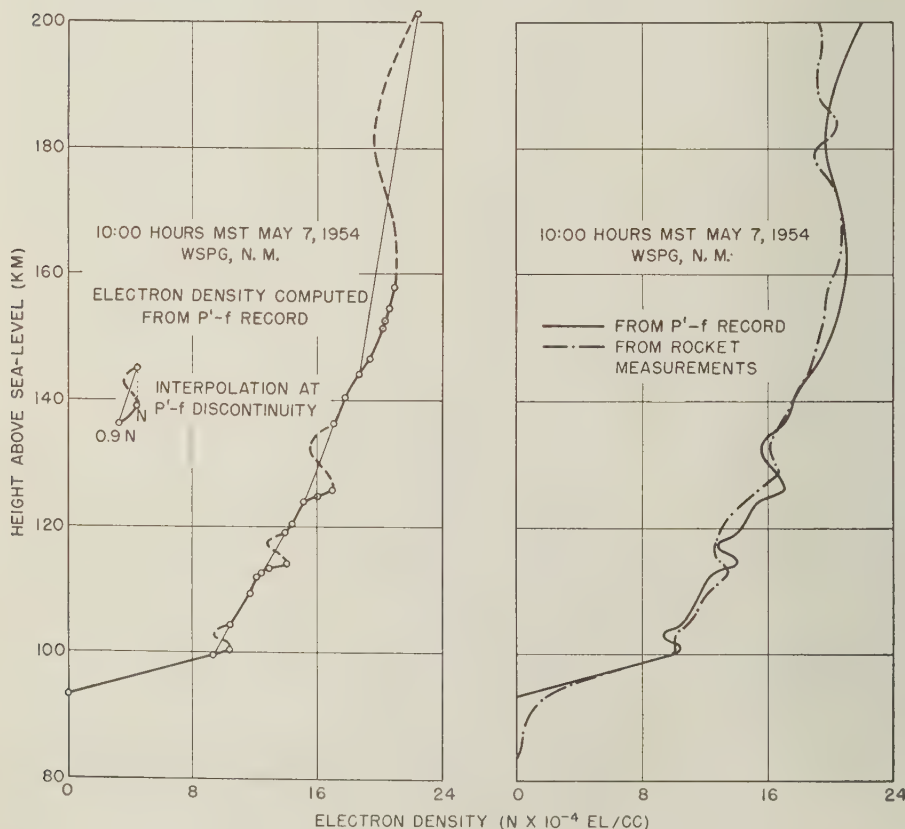 200
180
160
140
120
100
80
HEIGHT ABOVE SEA-LEVEL (KM)
10:00 HOURS MST MAY 7, 1954
WSPG, N. M.
ELECTRON DENSITY COMPUTED
FROM P'-f RECORD
INTERPOLATION AT
P'-f DISCONTINUITY
N
0.9 N
0
8
16
24
10:00 HOURS MST MAY 7, 1954
WSPG, N. M.
FROM P'-f RECORD
FROM ROCKET
MEASUREMENTS
0
8
16
24
ELECTRON DENSITY (N X 10⁻⁴ EL/CC)